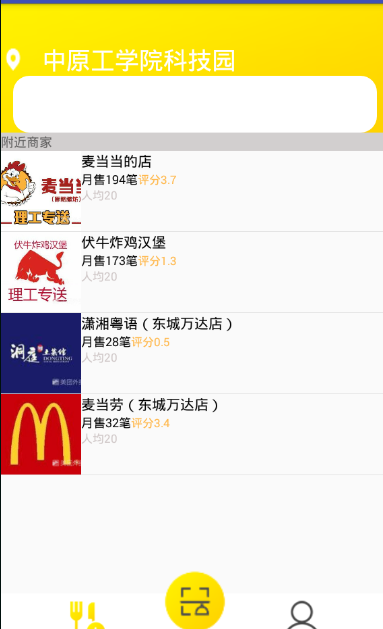 中原工学院科技园
附近商家
麦当当的店
月售194笔评分3.7
人均20
麦当当
理工专送
伏牛炸鸡汉堡
月售173笔评分1.3
人均20
伏牛炸鸡汉堡
理工专送
潇湘粤语（东城万达店）
月售28笔评分0.5
人均20
洞庭土菜馆
DONGTING
美团外卖
麦当劳（东城万达店）
月售32笔评分3.4
人均20
美团外